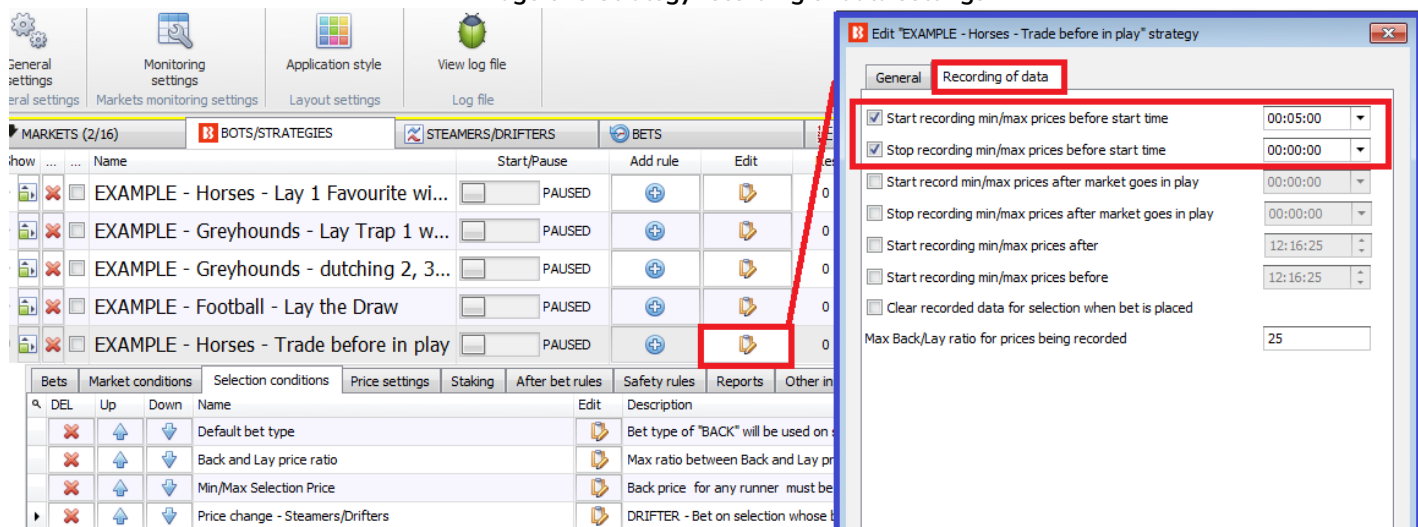 General settings
Monitoring settings
Application style
View log file
Markets monitoring settings
Layout settings
Log file
MARKETS (2/16)
BOTS/STRATEGIES
STEAMERS/DRIFTERS
BETS
... ... Name Start/Pause Add rule Edit
EXAMPLE - Horses - Lay 1 Favourite wi... PAUSED 0
EXAMPLE - Greyhounds - Lay Trap 1 w... PAUSED 0
EXAMPLE - Greyhounds - dutching 2, 3... PAUSED 0
EXAMPLE - Football - Lay the Draw PAUSED 0
EXAMPLE - Horses - Trade before in play PAUSED 0
Bets Market conditions Selection conditions Price settings Staking After bet rules Safety rules Reports Other in
DEL Up Down Name Edit Description
Default bet type Bet type of "BACK" will be used on
Back and Lay price ratio Max ratio between Back and Lay pr
Min/Max Selection Price Back price for any runner must be
Price change - Steamers/Drifters DRIFTER - Bet on selection whose
Edit "EXAMPLE - Horses - Trade before in play" strategy
General Recording of data
Start recording min/max prices before start time 00:05:00
Stop recording min/max prices before start time 00:00:00
Start record min/max prices after market goes in play 00:00:00
Stop recording min/max prices after market goes in play 00:00:00
Start recording min/max prices after 12:16:25
Start recording min/max prices before 12:16:25
Clear recorded data for selection when bet is placed
Max Back/Lay ratio for prices being recorded 25